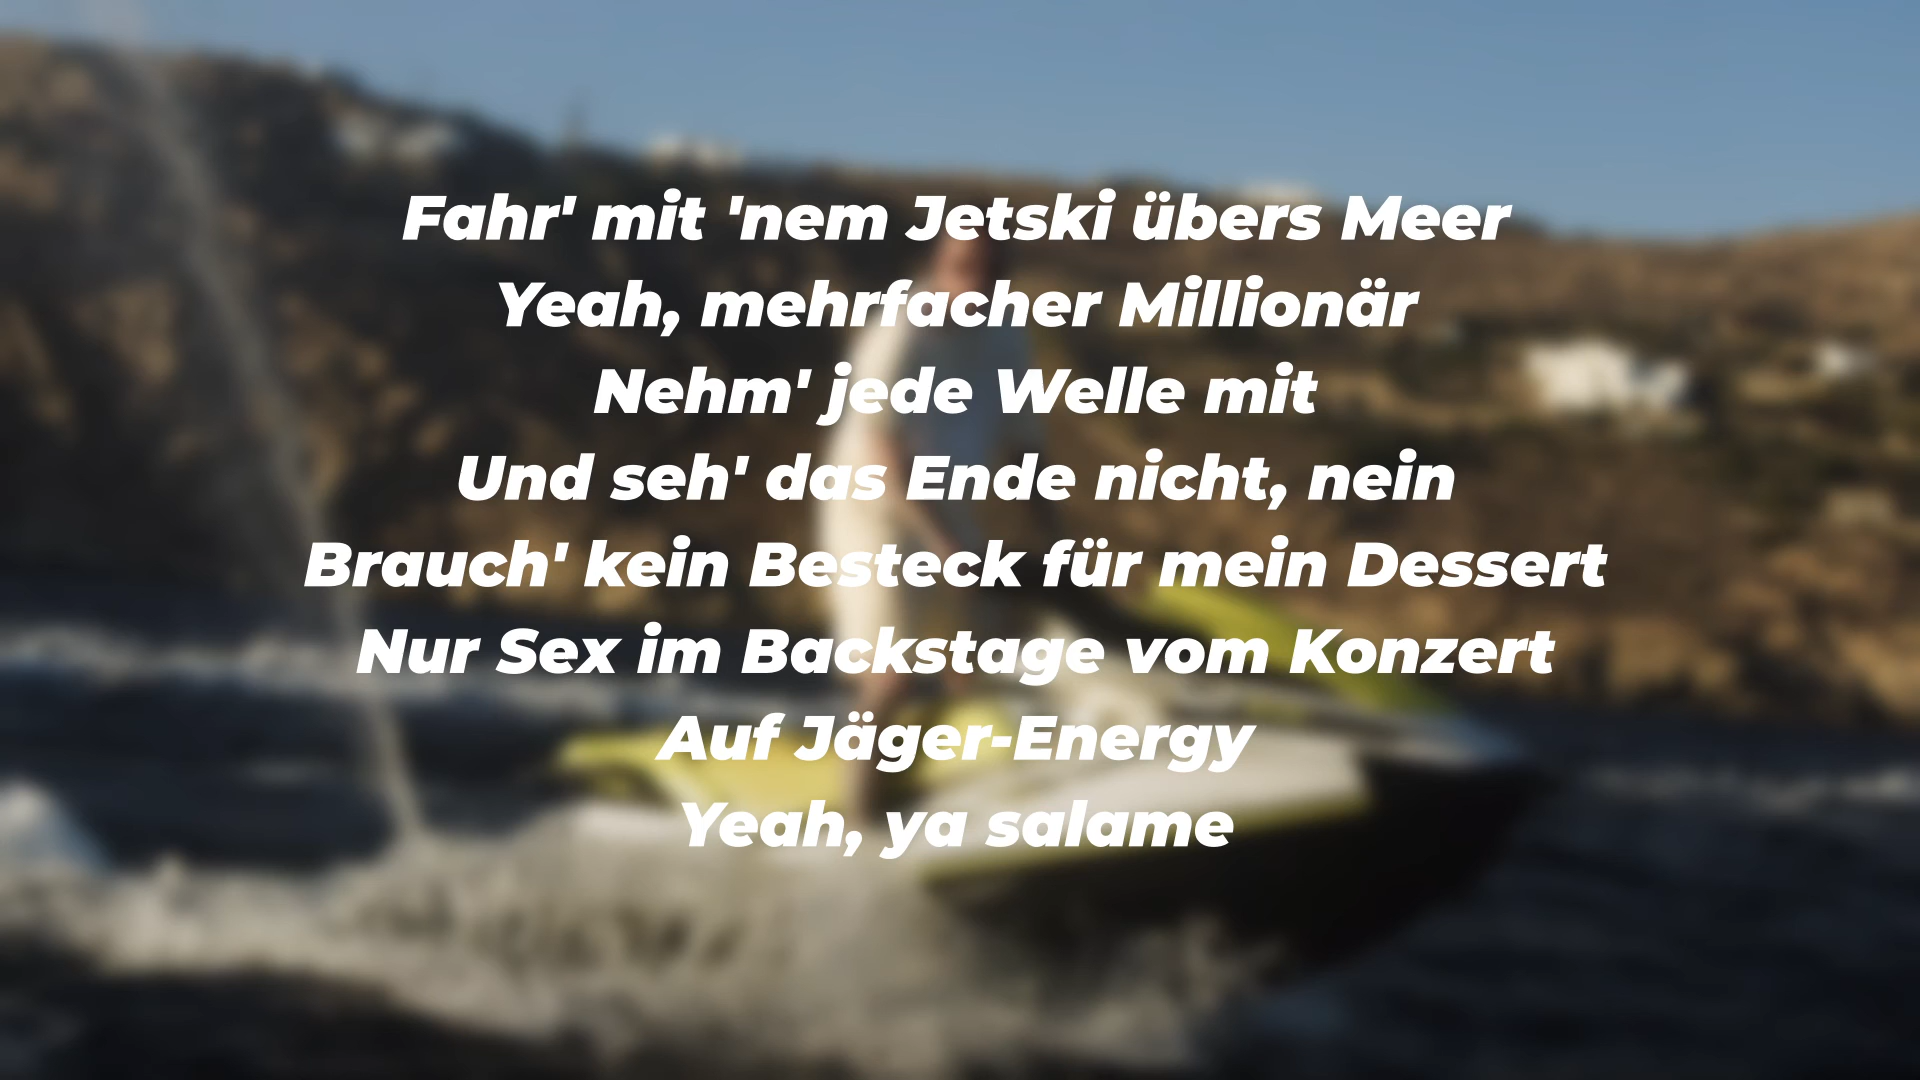 Fahr' mit 'nem Jetski übers Meer
Yeah, mehrfacher Millionär
Nehm' jede Welle mit
Und seh' das Ende nicht, nein
Brauch' kein Besteck für mein Dessert
Nur Sex im Backstage vom Konzert
Auf Jäger-Energy
Yeah, ya salame